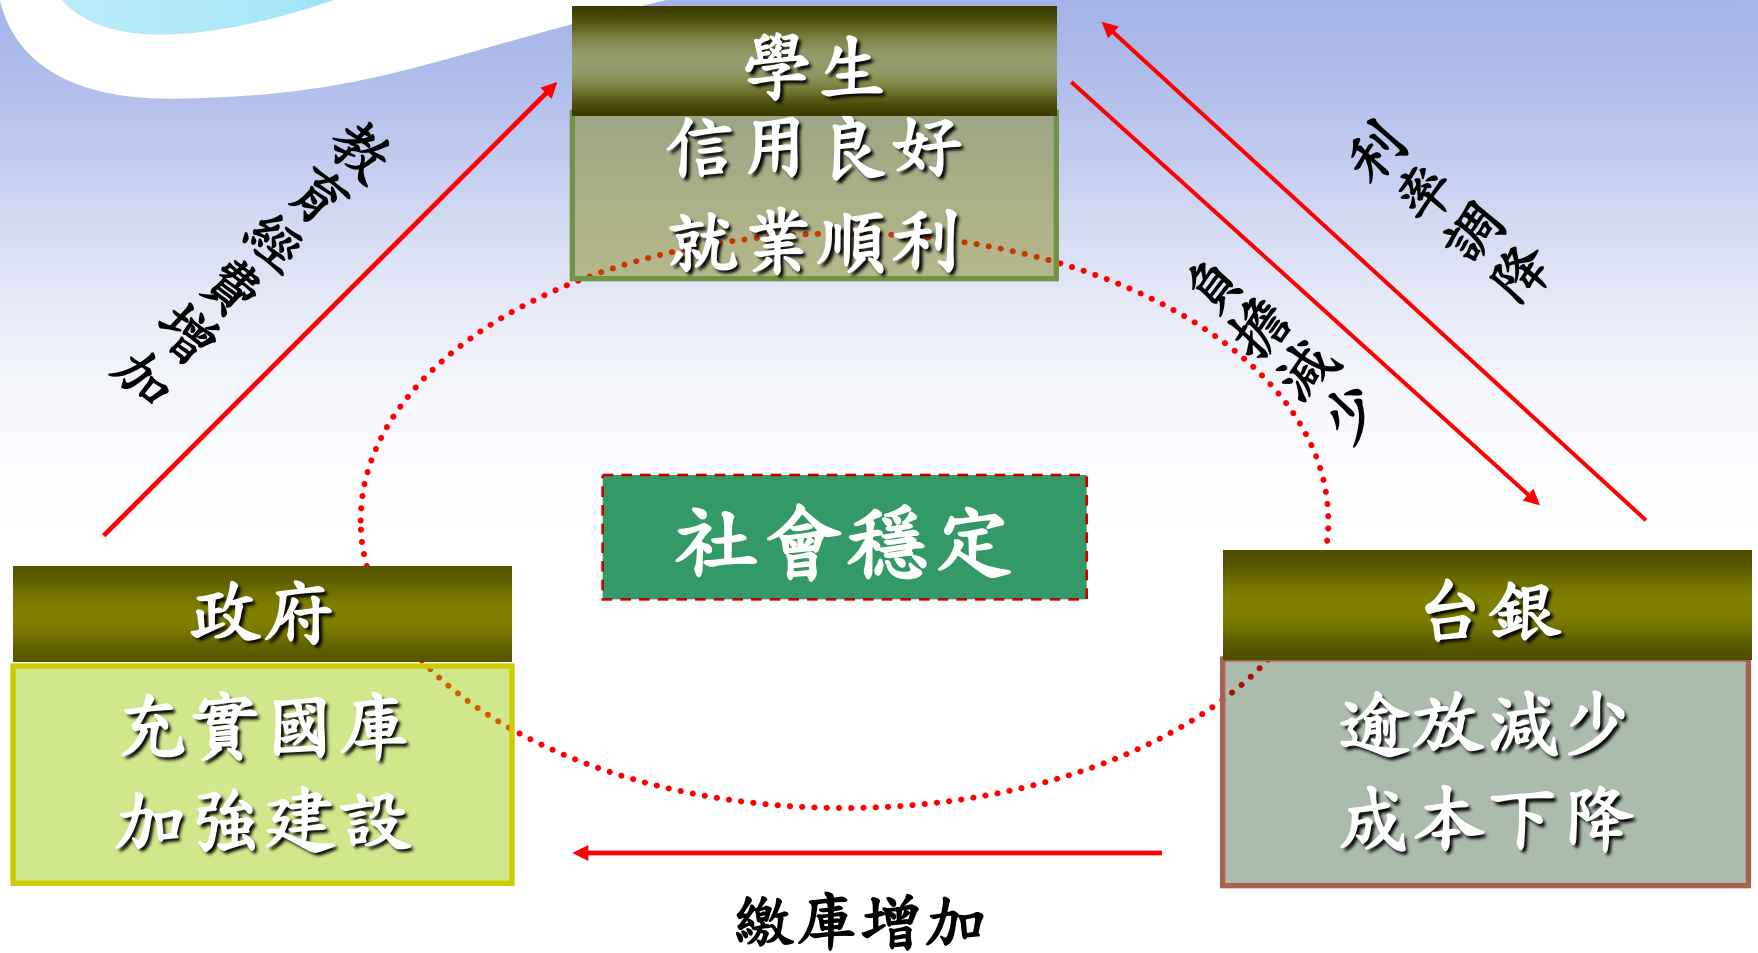 學生
信用良好
就業順利
教育經費增加
利率調降
負擔減少
社會穩定
政府
充實國庫
加強建設
台銀
逾放減少
成本下降
繳庫增加